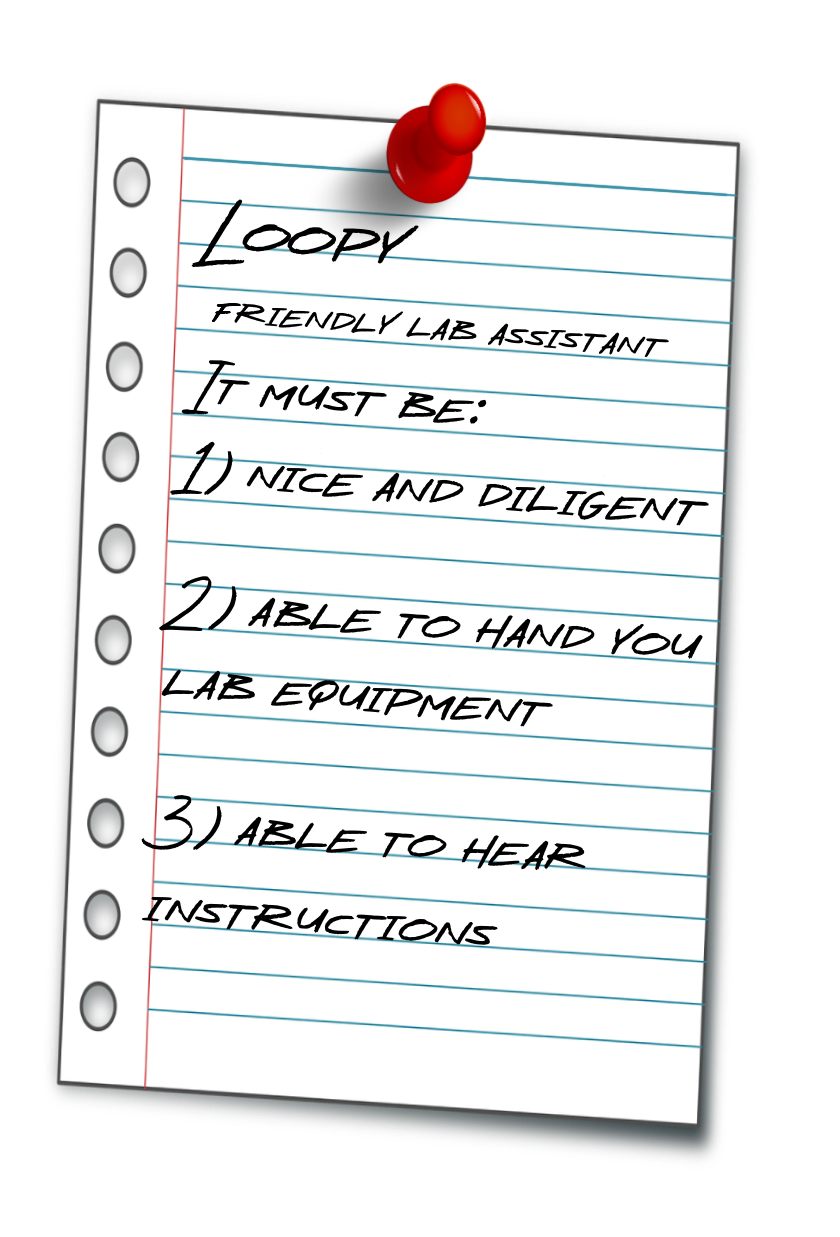 Loopy
FRIENDLY LAB ASSISTANT
IT MUST BE:
1) NICE AND DILIGENT
2) ABLE TO HAND YOU
LAB EQUIPMENT
3) ABLE TO HEAR
INSTRUCTIONS